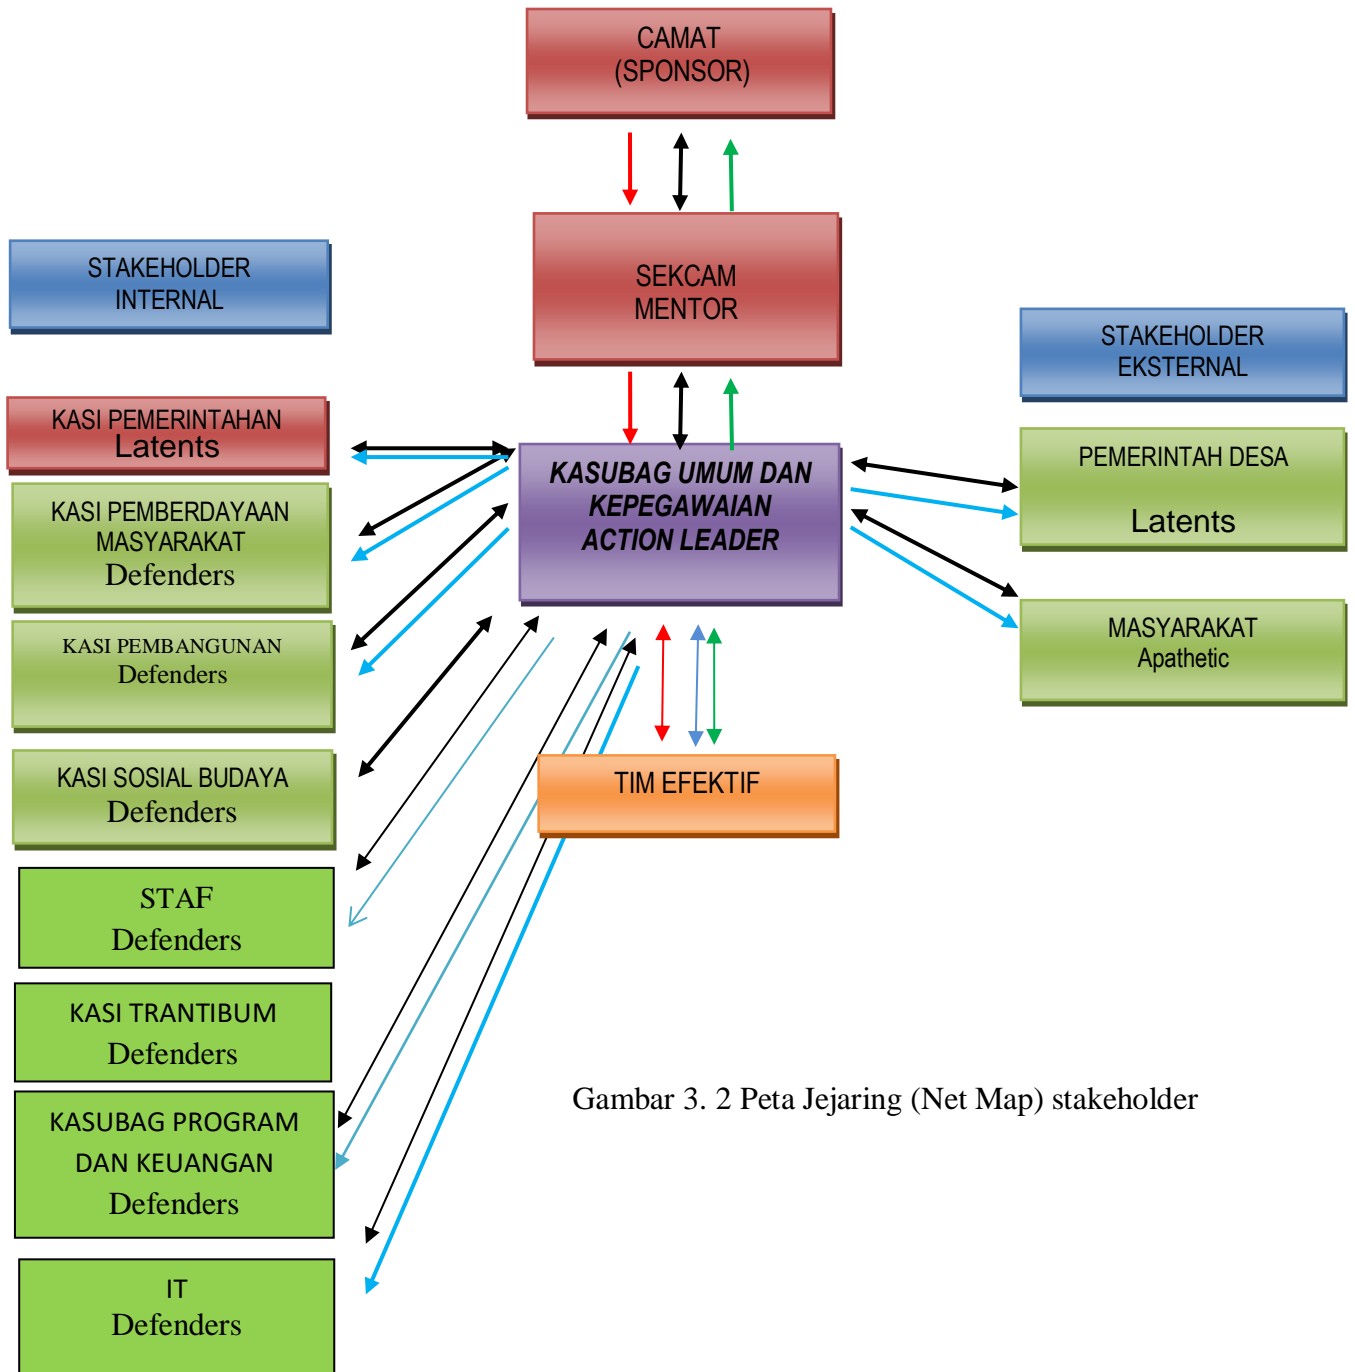 CAMAT
(SPONSOR)
SEKCAM
MENTOR
STAKEHOLDER
INTERNAL
STAKEHOLDER
EKSTERNAL
KASI PEMERINTAHAN
Latents
KASI PEMBERDAYAAN
MASYARAKAT
Defenders
KASI PEMBANGUNAN
Defenders
KASI SOSIAL BUDAYA
Defenders
STAF
Defenders
KASI TRANTIBUM
Defenders
KASUBAG PROGRAM
DAN KEUANGAN
Defenders
IT
Defenders
KASUBAG UMUM DAN
KEPEGAWAIAN
ACTION LEADER
TIM EFEKTIF
PEMERINTAH DESA
Latents
MASYARAKAT
Apathetic
Gambar 3. 2 Peta Jejaring (Net Map) stakeholder